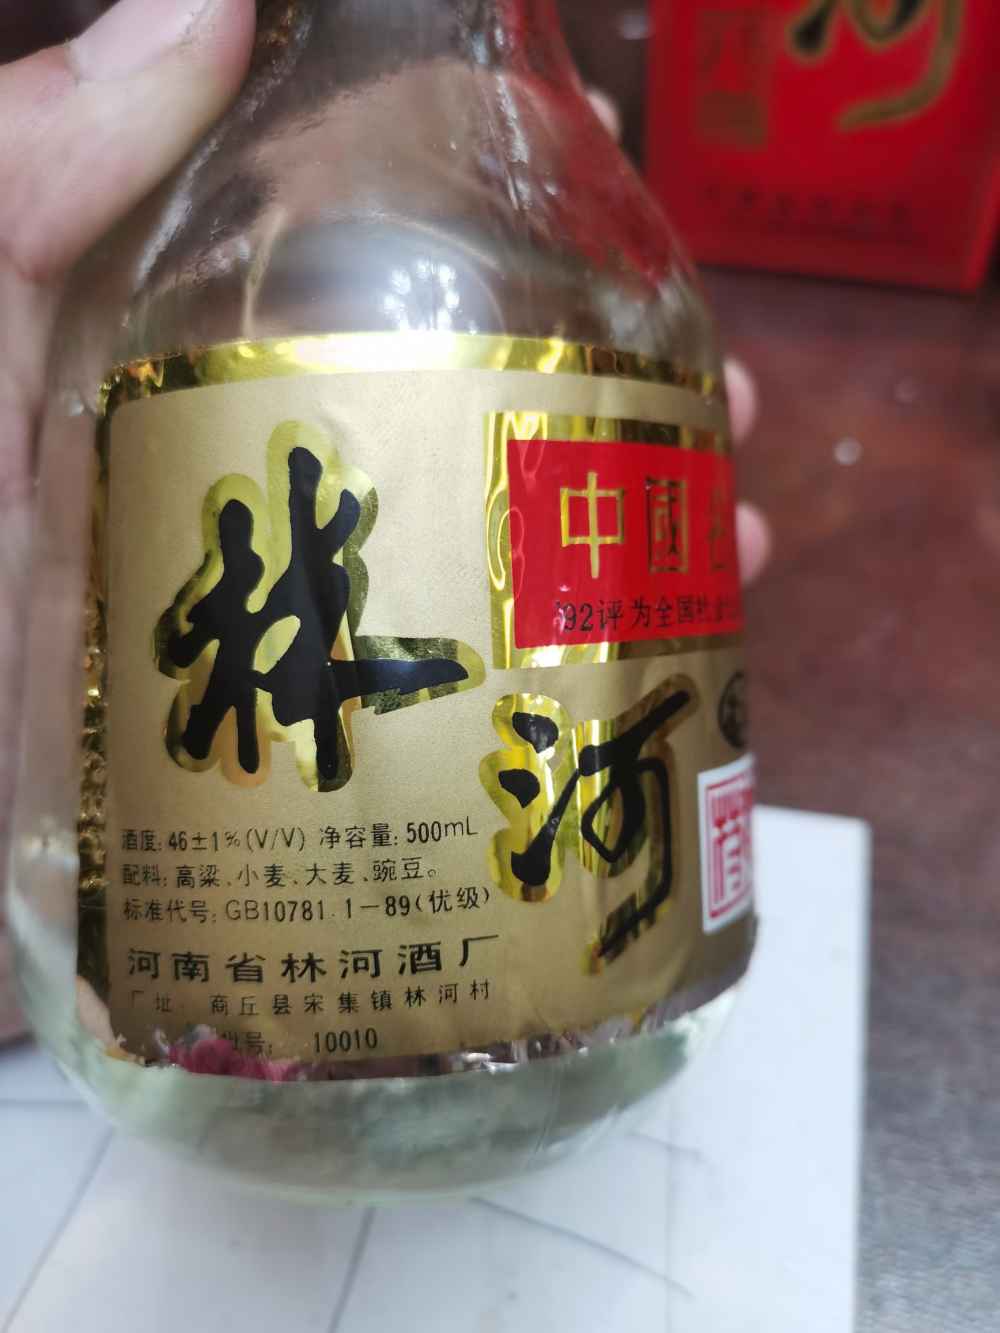 林河
中国
92评为全国
酒度: 46±1%(V/V) 净容量: 500mL
配料: 高粱、小麦、大麦、豌豆。
标准代号: GB10781.1-89(优级)
河南省林河酒厂
厂址: 商丘县宋集镇林河村
号: 10010
河